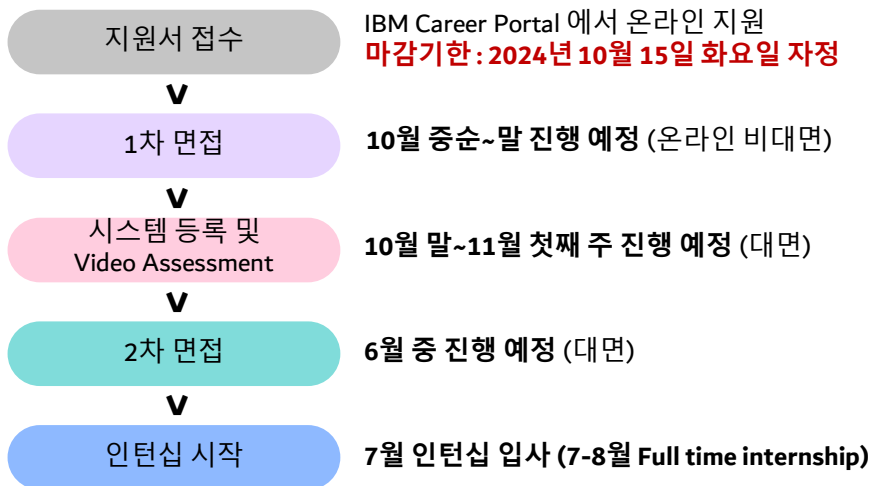 지원서 접수
IBM Career Portal 에서 온라인 지원
마감기한 : 2024년 10월 15일 화요일 자정
1차 면접
10월 중순~말 진행 예정 (온라인 비대면)
시스템 등록 및
Video Assessment
10월 말~11월 첫째 주 진행 예정 (대면)
2차 면접
6월 중 진행 예정 (대면)
인턴십 시작
7월 인턴십 입사 (7-8월 Full time internship)